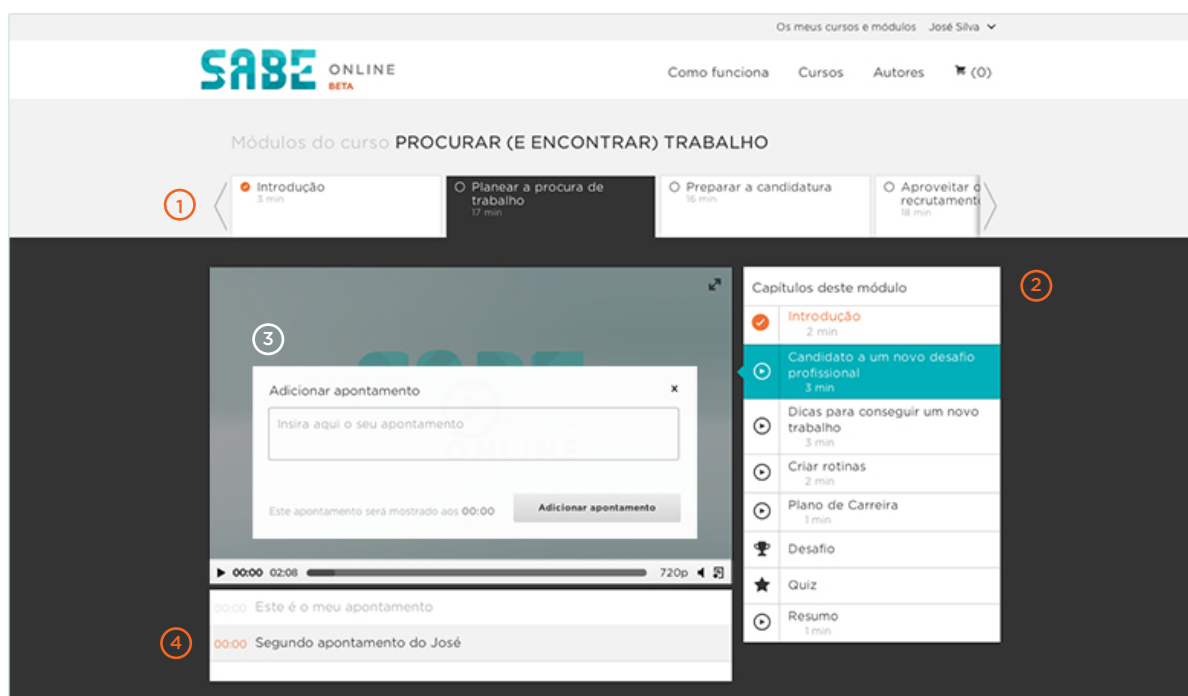 Os meus cursos e módulos José Silva
SABE ONLINE
BETA
Como funciona Cursos Autores (0)
Módulos do curso PROCURAR (E ENCONTRAR) TRABALHO
1
Introdução
3 min
Planear a procura de
trabalho
17 min
Preparar a candidatura
16 min
Aproveitar o
recrutament
18 min
2
Capítulos deste módulo
Introdução
2 min
Candidato a um novo desafio
profissional
3 min
Dicas para conseguir um novo
trabalho
3 min
Criar rotinas
2 min
Plano de Carreira
1 min
Desafio
Quiz
Resumo
1 min
3
SABE
ONLINE
Adicionar apontamento x
Insira aqui o seu apontamento
Este apontamento será mostrado aos 00:00 Adicionar apontamento
00:00 02:08 720p
00:00 Este é o meu apontamento
4
00:00 Segundo apontamento do José